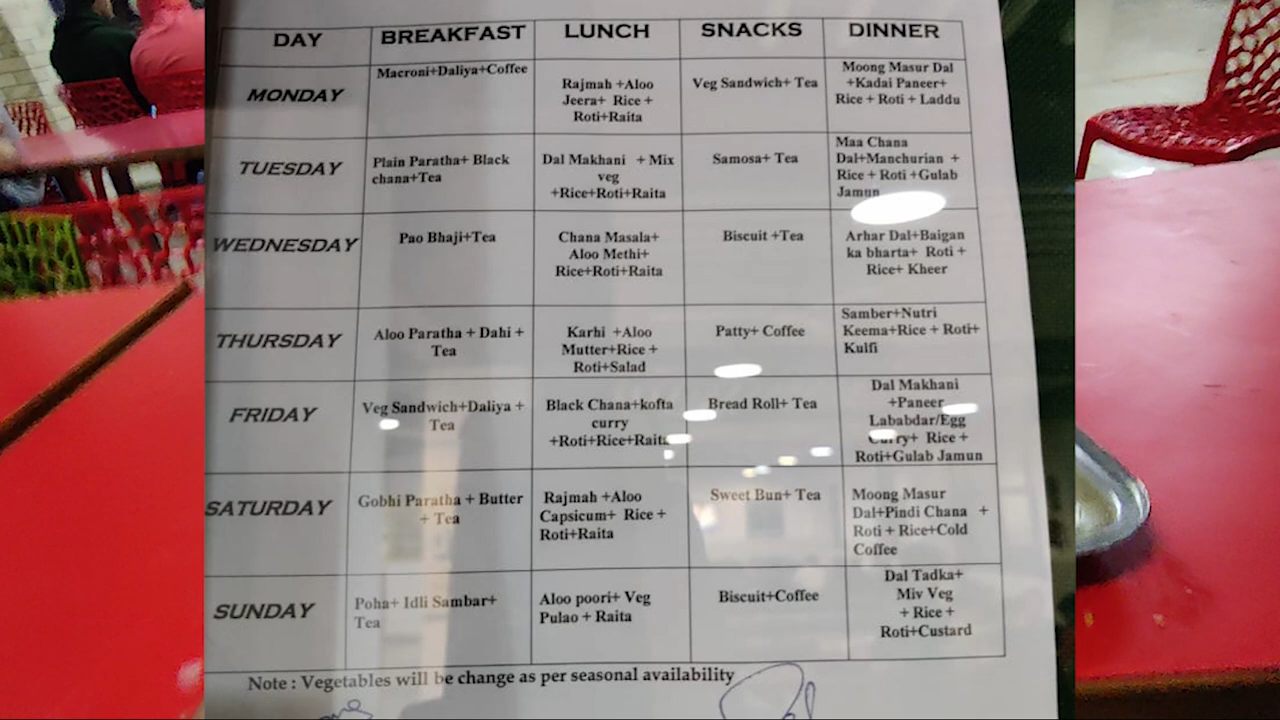 DAY BREAKFAST LUNCH SNACKS DINNER
MONDAY
Macroni+Daliya+Coffee
Rajmah +Aloo
Jeera+ Rice +
Roti+Raita
Veg Sandwich+ Tea
Moong Masur Dal
+Kadai Paneer+
Rice + Roti + Laddu
TUESDAY
Plain Paratha+ Black
chana+Tea
Dal Makhani + Mix
veg
+Rice+Roti+Raita
Samosa+ Tea
Maa Chana
Dal+Manchurian +
Rice + Roti +Gulab
Jamun
WEDNESDAY
Pao Bhaji+Tea
Chana Masala+
Aloo Methi+
Rice+Roti+Raita
Biscuit +Tea
Arhar Dal+Baigan
ka bharta+ Roti +
Rice+ Kheer
THURSDAY
Aloo Paratha + Dahi +
Tea
Karhi +Aloo
Mutter+Rice +
Roti+Salad
Patty+ Coffee
Samber+Nutri
Keema+Rice + Roti+
Kulfi
FRIDAY
Veg Sandwich+Daliya +
Tea
Black Chana+kofta
curry
+Roti+Rice+Raita
Bread Roll+ Tea
Dal Makhani
+Paneer
Lababdar/Egg
Curry+ Rice +
Roti+Gulab Jamun
SATURDAY
Gobhi Paratha + Butter
+ Tea
Rajmah +Aloo
Capsicum+ Rice +
Roti+Raita
Sweet Bun+ Tea
Moong Masur
Dal+Pindi Chana +
Roti + Rice+Cold
Coffee
SUNDAY
Poha+ Idli Sambar+
Tea
Aloo poori+ Veg
Pulao + Raita
Biscuit+Coffee
Dal Tadka+
Miv Veg
+ Rice +
Roti+Custard
Note : Vegetables will be change as per seasonal availability